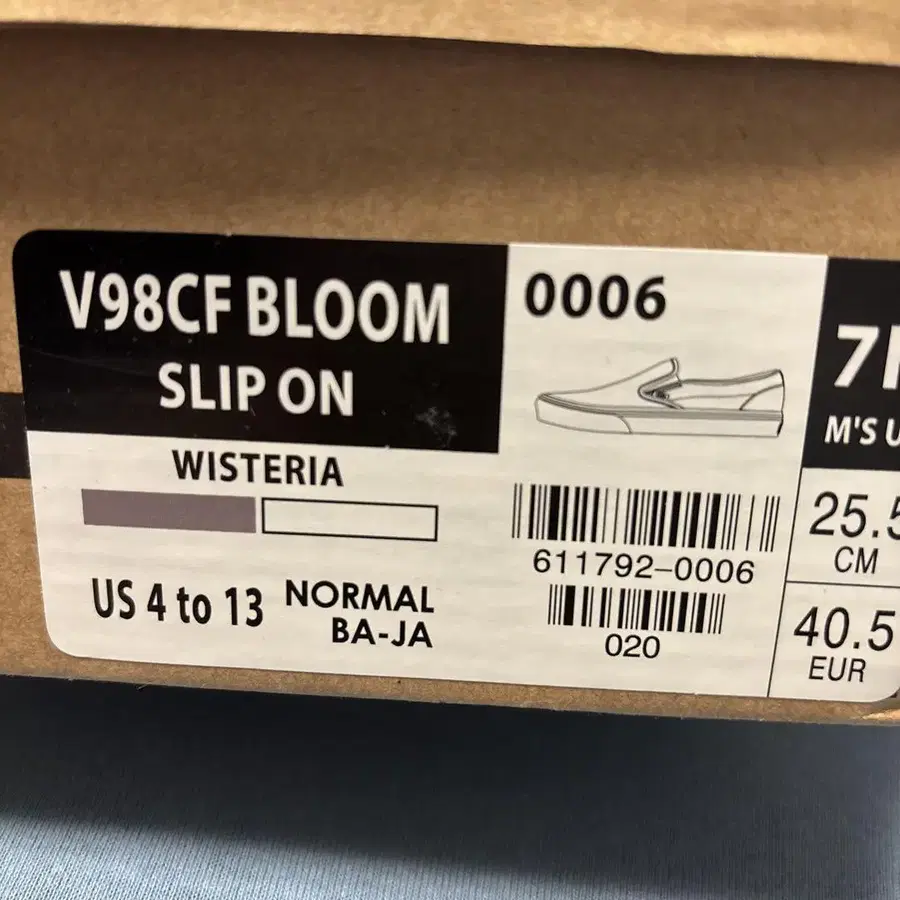 V98CF BLOOM
SLIP ON
WISTERIA
US 4 to 13
NORMAL
BA-JA
0006
611792-0006
020
M'S
25.5
CM
40.5
EUR